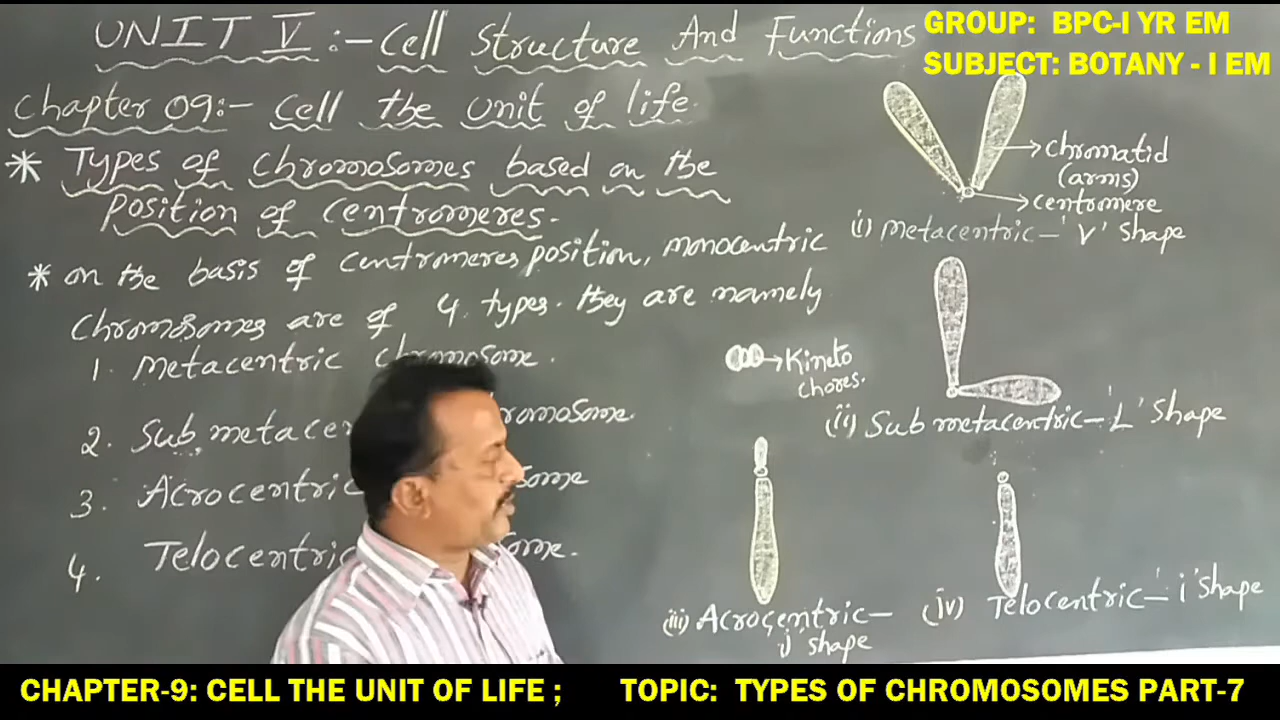 UNIT V :- Cell Structure And Functions
GROUP: BPC-I YR EM
SUBJECT: BOTANY - I EM
Chapter 09:- Cell the Unit of life.
* Types of chromosomes based on the
position of centromeres.
* on the basis of centromeres position, monocentric
chromosomes are of 4 types. they are namely
1. Metacentric chromosome.
2. Sub metacen romosome.
3. Acrocentric some
4. Telocentric some.
chromatid
(arms)
centromere
(i) Metacentric - 'V' shape
Kineto
chores.
(ii) Sub metacentric - 'L' shape
(iii) Acrocentric -
'j' shape
(iv) Telocentric - 'i' shape
CHAPTER-9: CELL THE UNIT OF LIFE ; TOPIC: TYPES OF CHROMOSOMES PART-7